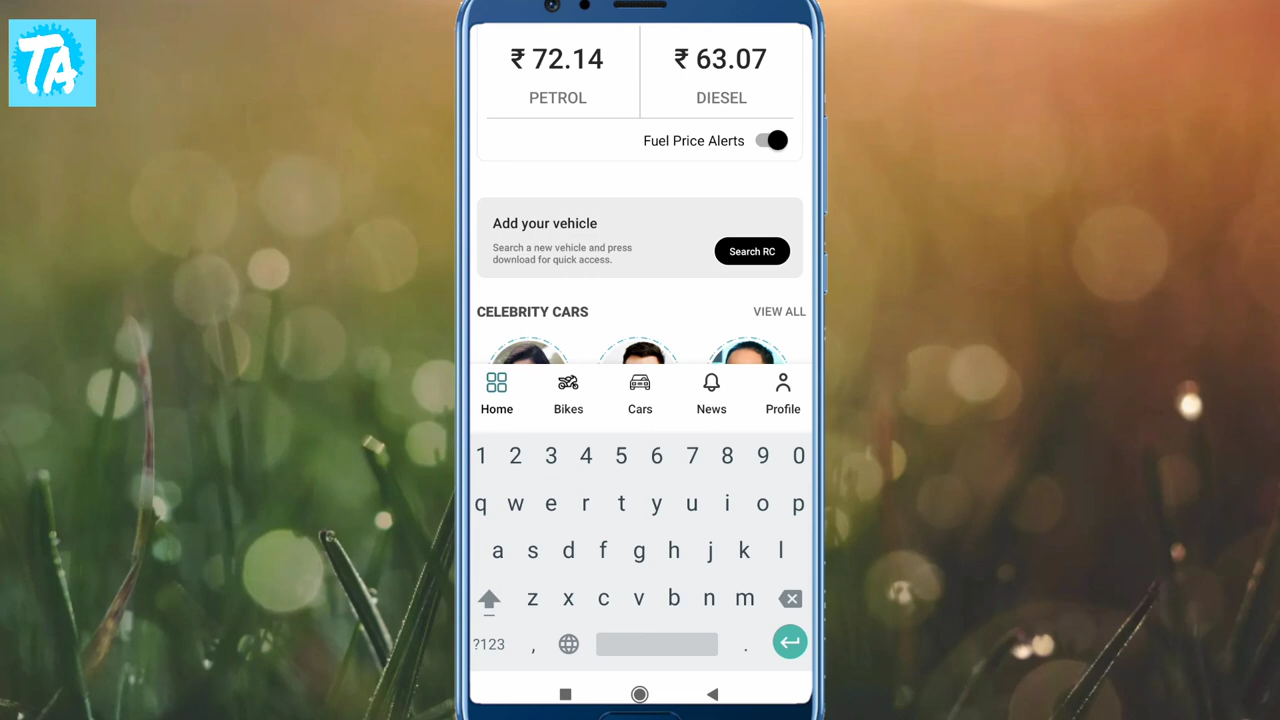 TA
₹ 72.14
₹ 63.07
PETROL
DIESEL
Fuel Price Alerts
Add your vehicle
Search a new vehicle and press
download for quick access.
Search RC
CELEBRITY CARS
VIEW ALL
Home
Bikes
Cars
News
Profile
1 2 3 4 5 6 7 8 9 0
q w e r t y u i o p
a s d f g h j k l
z x c v b n m
?123 , .